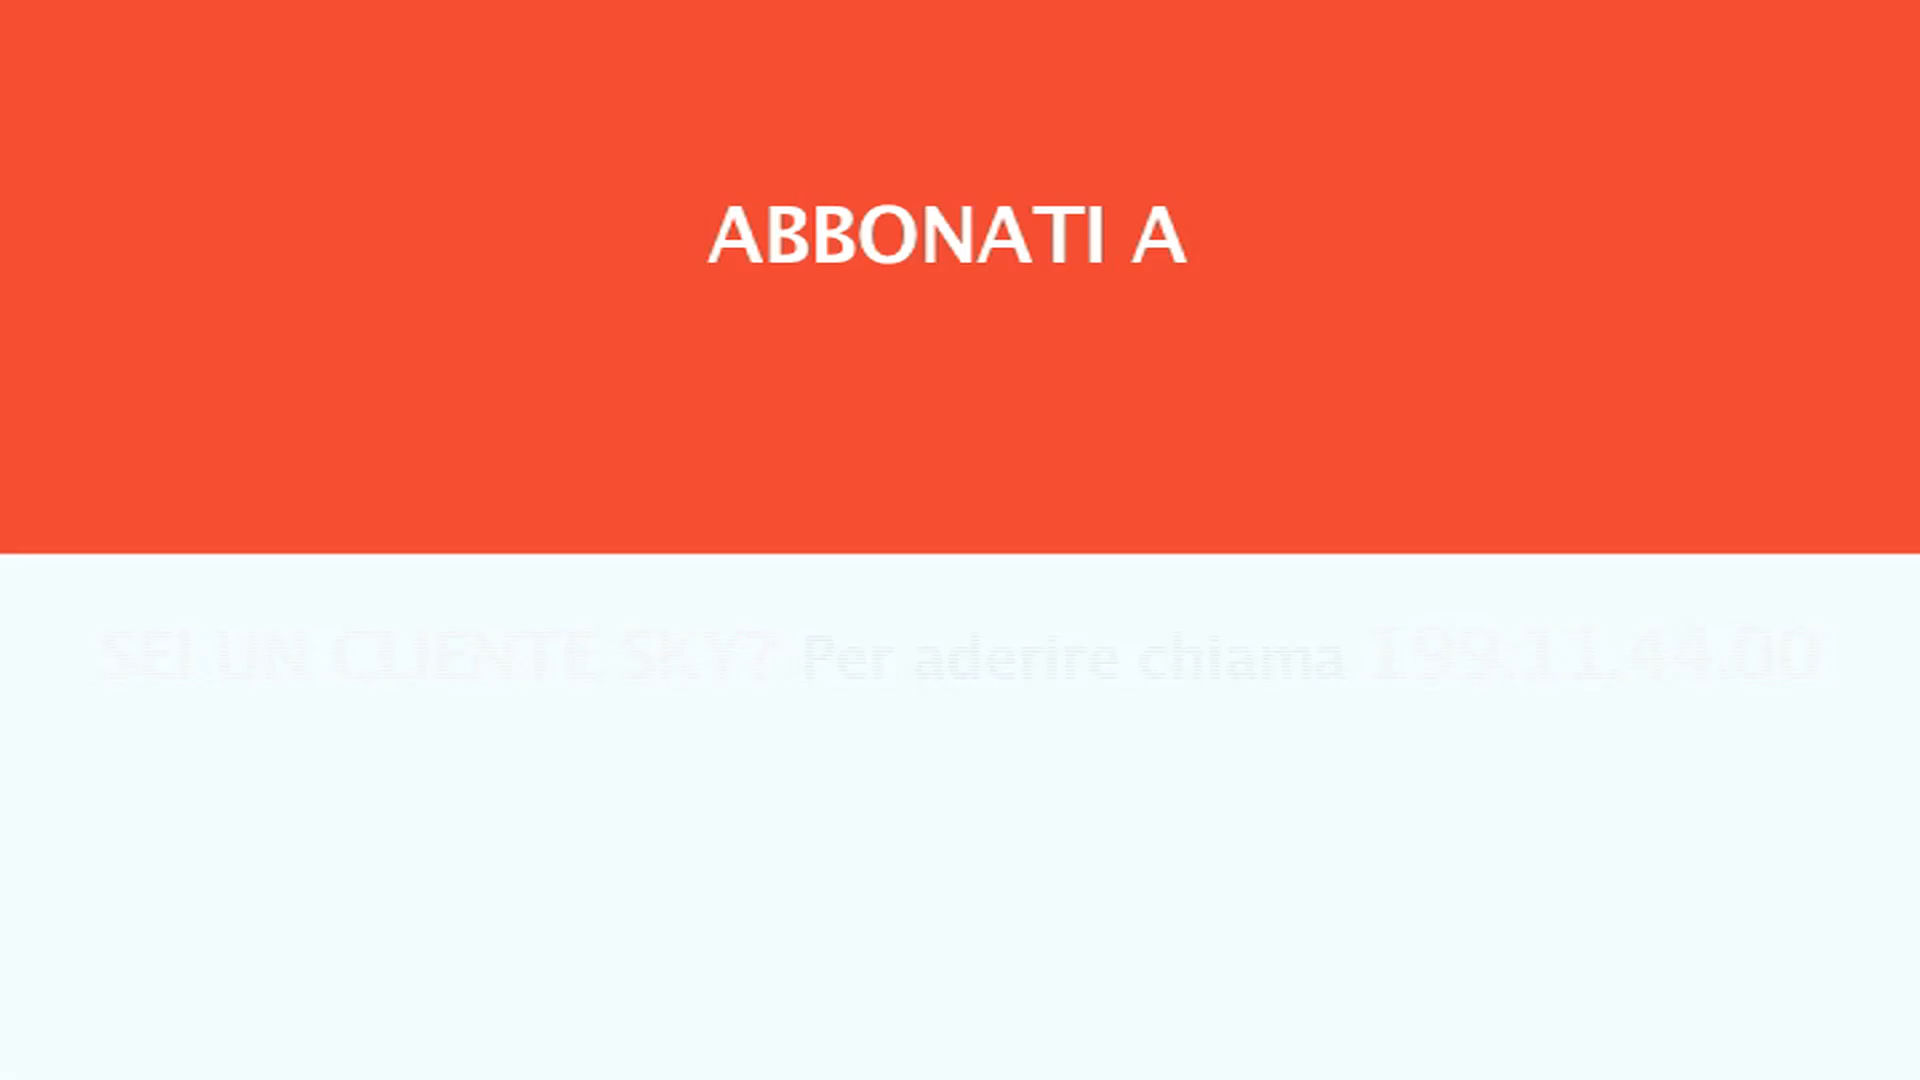 ABBONATI A
SEI UN CLIENTE SKY? Per aderire chiama 199.11.44.00